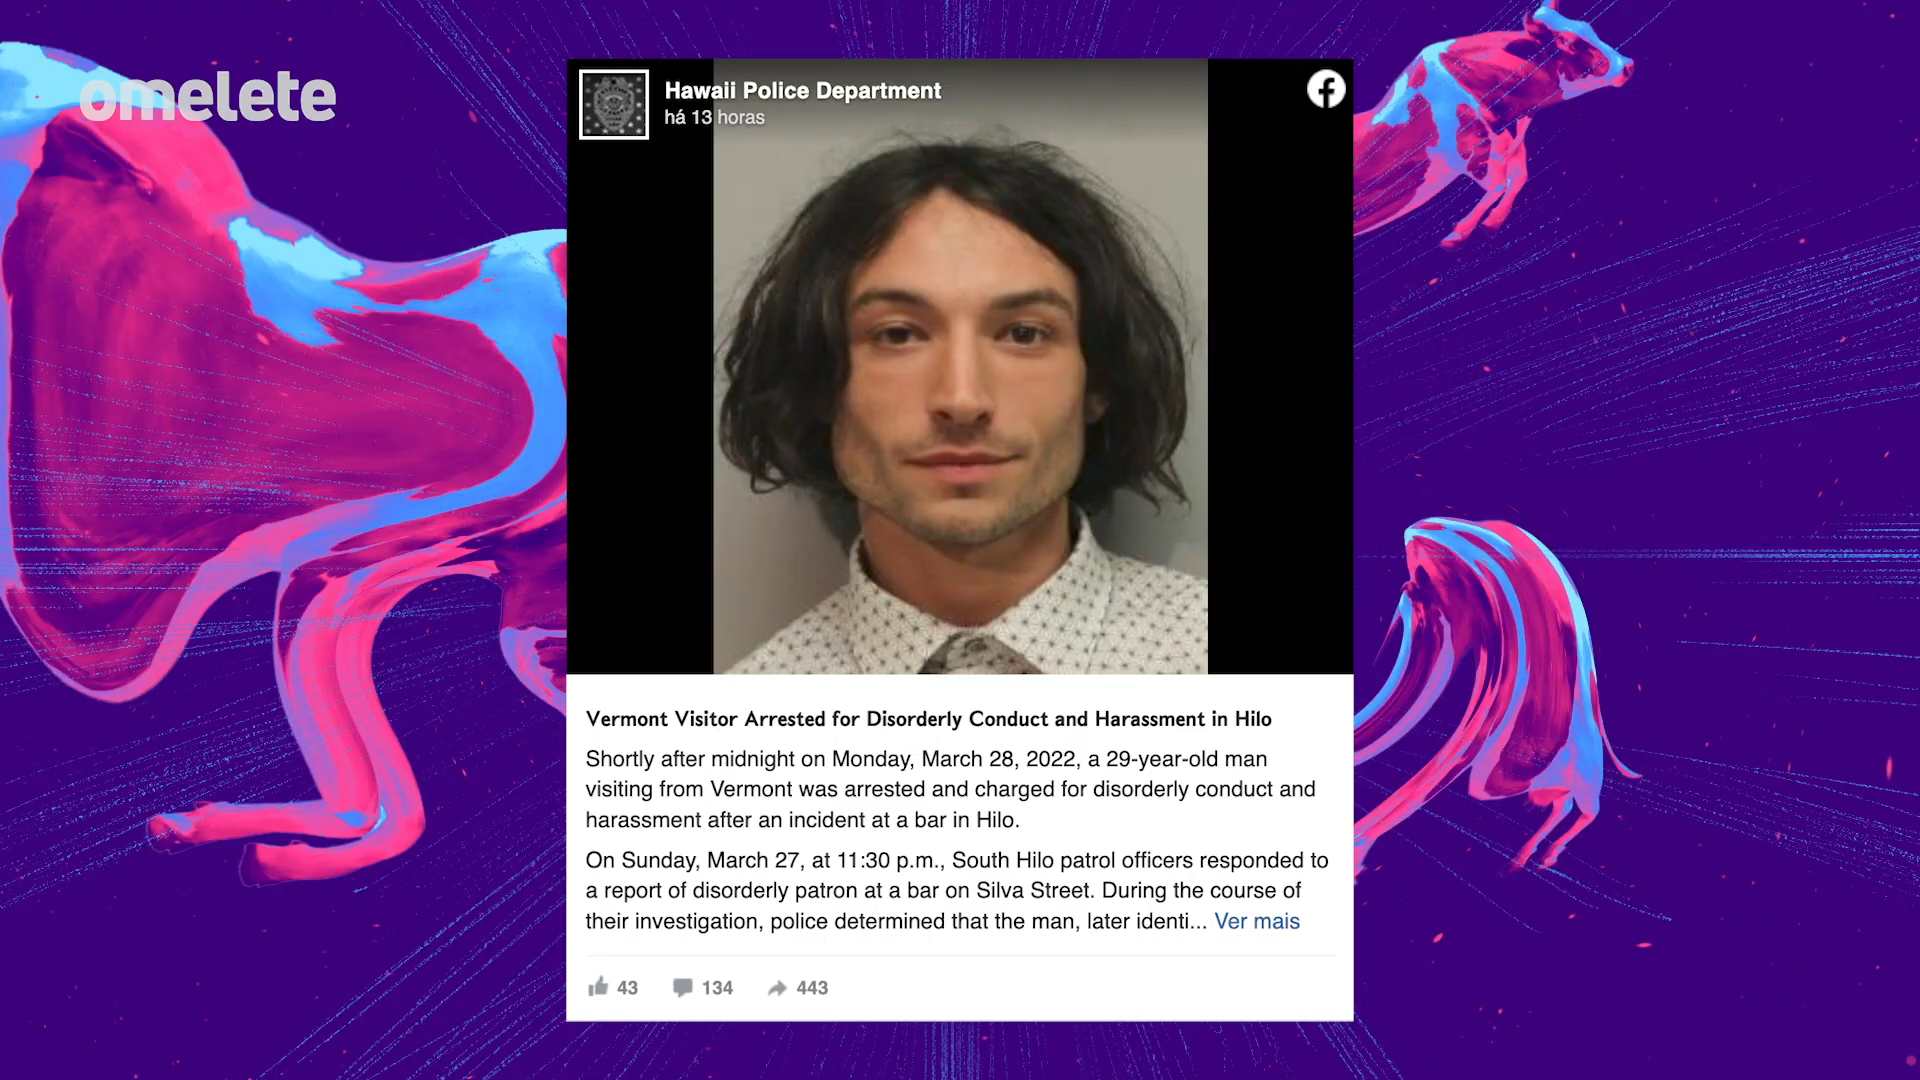 omelete
Hawaii Police Department
há 13 horas
Vermont Visitor Arrested for Disorderly Conduct and Harassment in Hilo
Shortly after midnight on Monday, March 28, 2022, a 29-year-old man
visiting from Vermont was arrested and charged for disorderly conduct and
harassment after an incident at a bar in Hilo.
On Sunday, March 27, at 11:30 p.m., South Hilo patrol officers responded to
a report of disorderly patron at a bar on Silva Street. During the course of
their investigation, police determined that the man, later identi... Ver mais
43 134 443